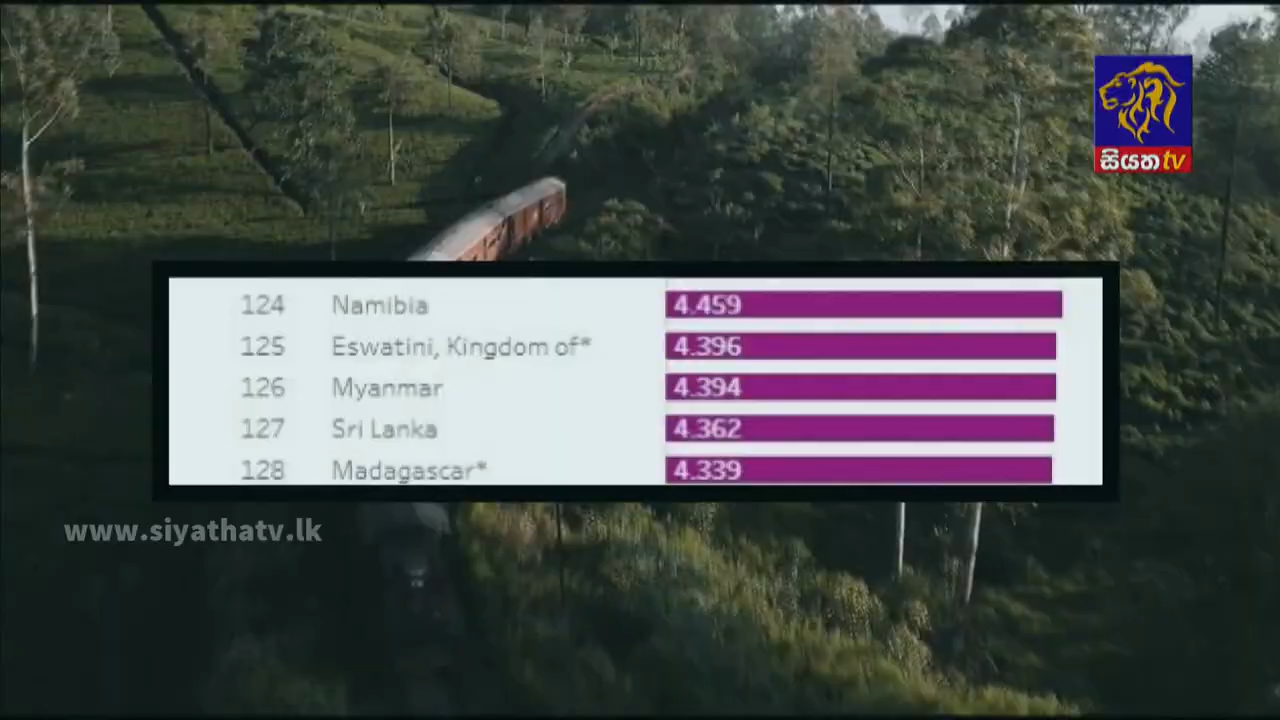 සියත tv
124 Namibia 4.459
125 Eswatini, Kingdom of* 4.396
126 Myanmar 4.394
127 Sri Lanka 4.362
128 Madagascar* 4.339
www.siyathatv.lk